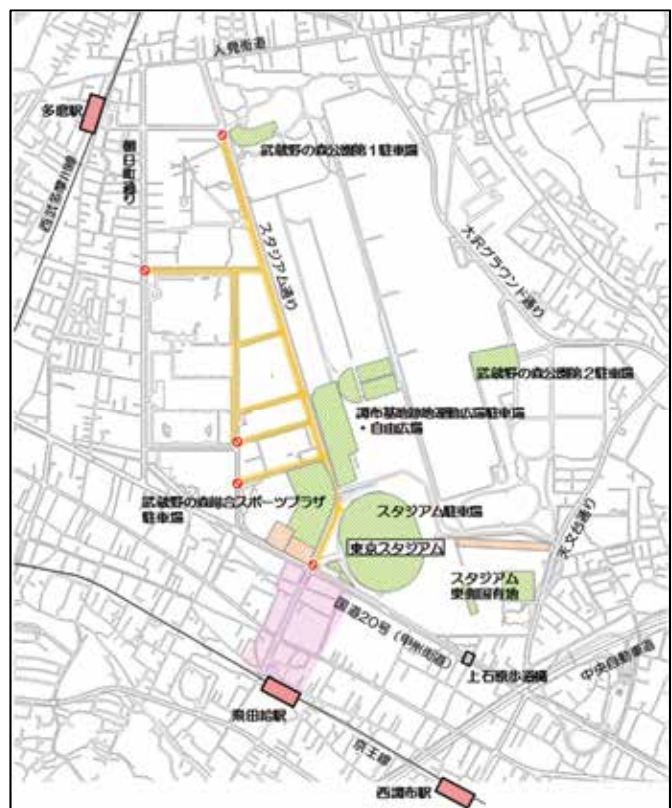 人見街道
多磨駅
武蔵野の森公園第1駐車場
朝日町通り
西武多摩川線
スタジアム通り
大沢グラウンド通り
武蔵野の森公園第2駐車場
調布基地跡地運動広場駐車場
・自由広場
武蔵野の森総合スポーツプラザ
駐車場
スタジアム駐車場
天文台通り
東京スタジアム
スタジアム
東側国有地
国道20号(甲州街道)
上石原歩道橋
中央自動車道
飛田給駅
京王線
西調布駅